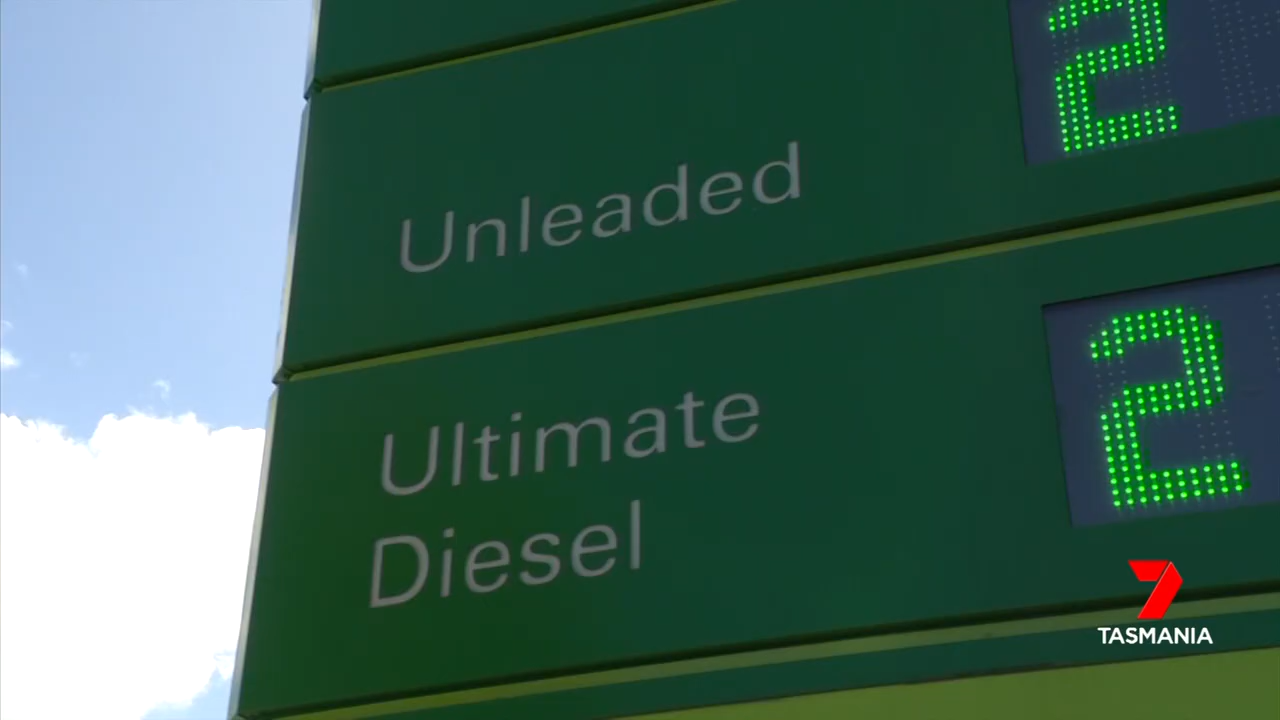 2
Unleaded
2
Ultimate
Diesel
7
TASMANIA